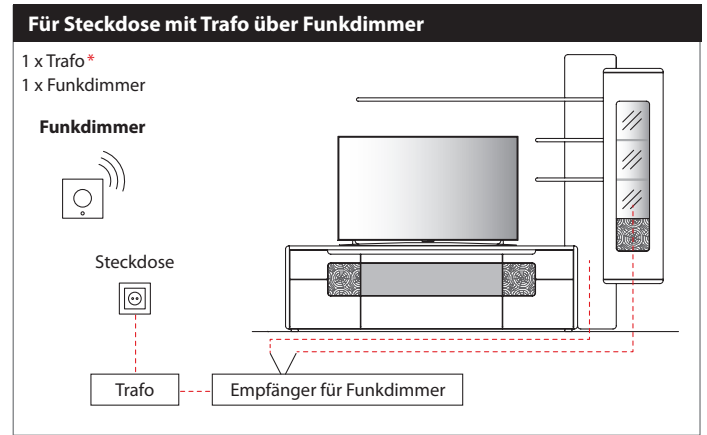 Für Steckdose mit Trafo über Funkdimmer
1 x Trafo*
1 x Funkdimmer
Funkdimmer
Steckdose
Trafo
Empfänger für Funkdimmer